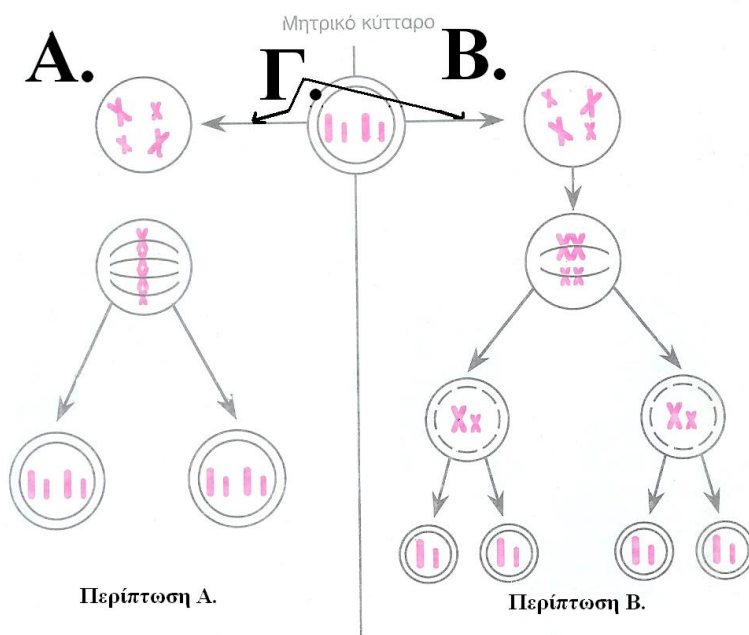 Μητρικό κύτταρο
Α.
Γ
Β.
Περίπτωση Α.
Περίπτωση Β.